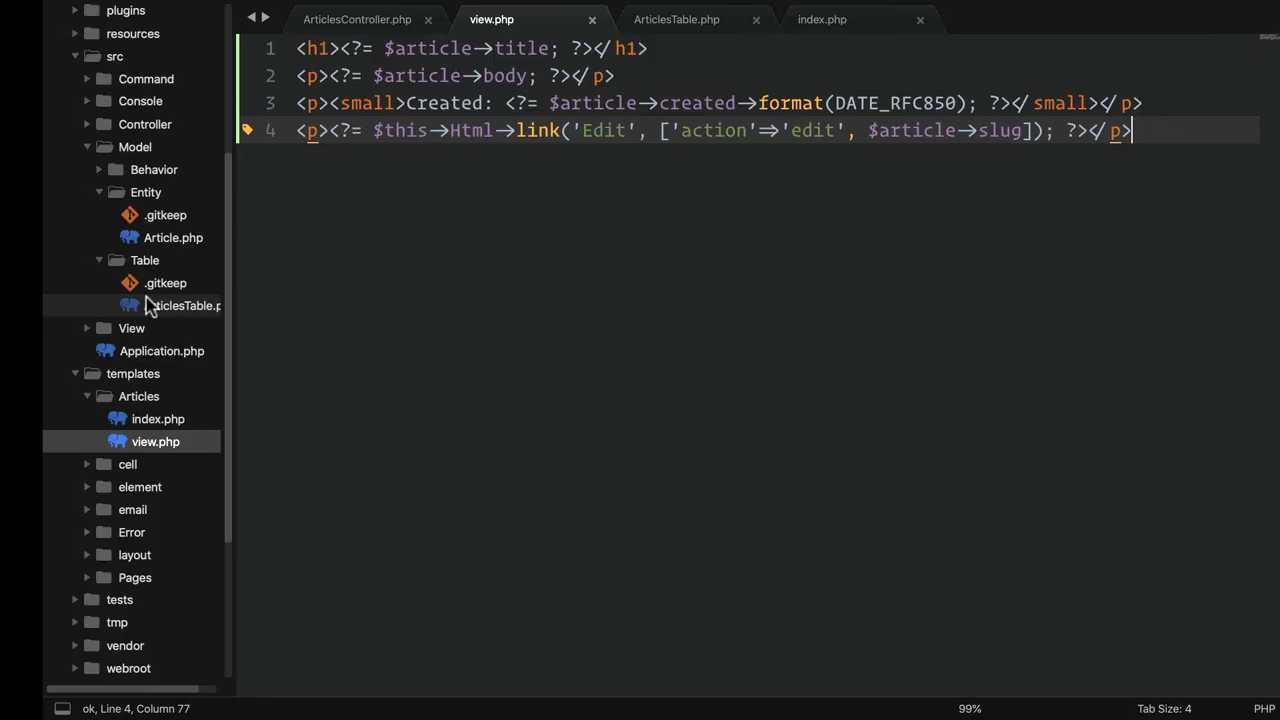 plugins
resources
src
Command
Console
Controller
Model
Behavior
Entity
.gitkeep
Article.php
Table
.gitkeep
View
Application.php
templates
Articles
index.php
view.php
cell
element
email
Error
layout
Pages
tests
tmp
vendor
webroot
ArticlesController.php
view.php
ArticlesTable.php
index.php
1 <h1><?= $article->title; ?></h1>
2 <p><?= $article->body; ?></p>
3 <p><small>Created: <?= $article->created->format(DATE_RFC850); ?></small></p>
4 <p><?= $this->Html->link('Edit', ['action'=>'edit', $article->slug]); ?></p>
ok, Line 4, Column 77
99%
Tab Size: 4
PHP